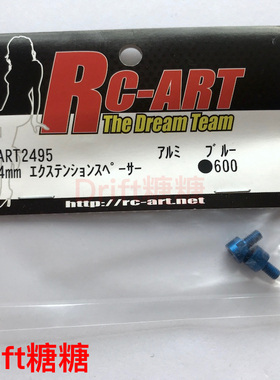 RC-ART
The Dream Team
ART2495
アルミ ブルー
4mm エクステンションスペーサー ●600
Drift糖糖
http://rc-art.net
ft糖糖